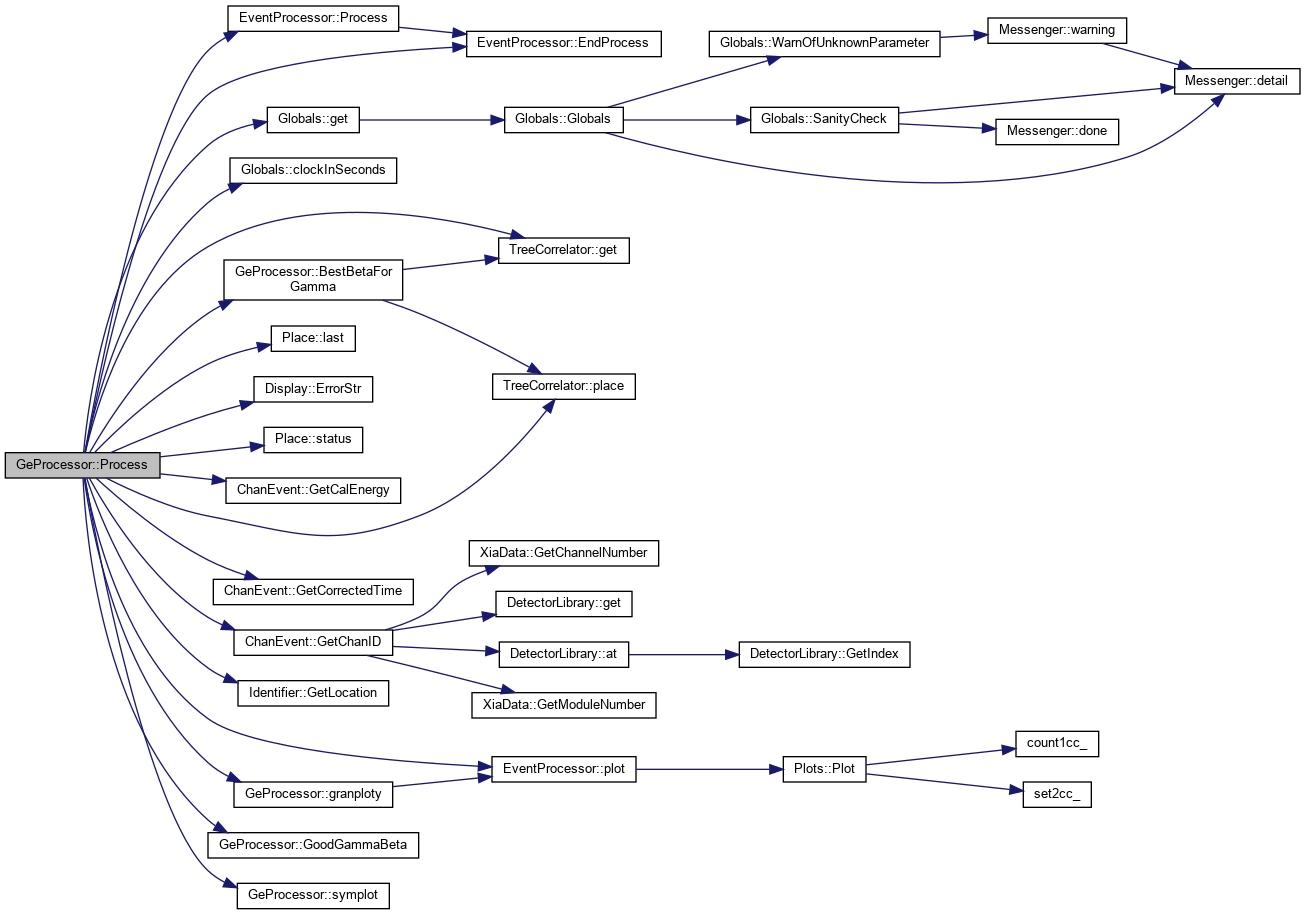 EventProcessor::Process
EventProcessor::EndProcess
Globals::WarnOfUnknownParameter
Messenger::warning
Messenger::detail
Globals::get
Globals::Globals
Globals::SanityCheck
Messenger::done
Globals::clockInSeconds
TreeCorrelator::get
GeProcessor::BestBetaFor
Gamma
Place::last
TreeCorrelator::place
Display::ErrorStr
Place::status
GeProcessor::Process
ChanEvent::GetCalEnergy
XiaData::GetChannelNumber
ChanEvent::GetCorrectedTime
DetectorLibrary::get
ChanEvent::GetChanID
DetectorLibrary::at
DetectorLibrary::GetIndex
Identifier::GetLocation
XiaData::GetModuleNumber
count1cc_
EventProcessor::plot
Plots::Plot
GeProcessor::granploty
set2cc_
GeProcessor::GoodGammaBeta
GeProcessor::symplot